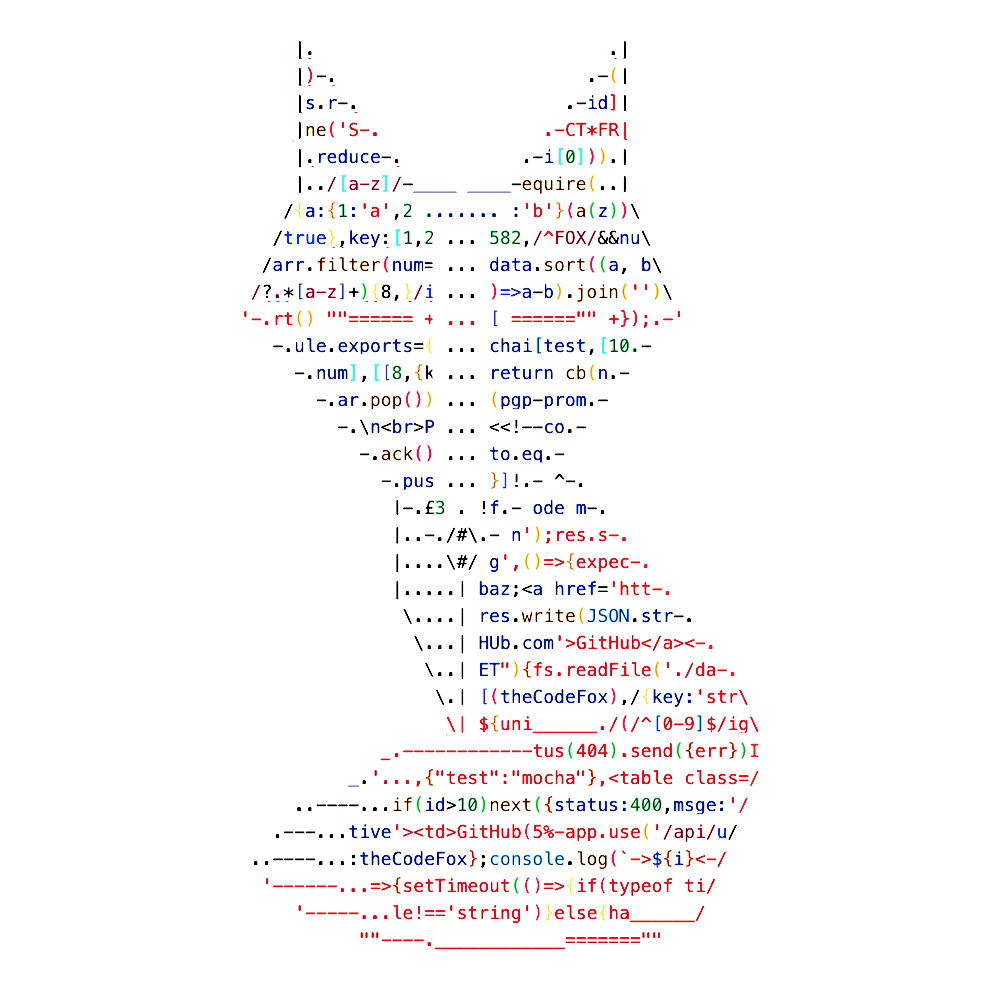 |.                           .|
|)-.                       .-(|
|s.r-.                   .-id]|
|ne('S-.               .-CT*FR|
|.reduce-.           .-i[0])).|
|../[a-z]/-____ ____-equire(..|
/{a:{1:'a',2 ....... :'b'}(a(z))\
/true},key:[1,2 ... 582,/^FOX/&&nu\
/arr.filter(num= ... data.sort((a, b\
/?.*[a-z]+){8,}/i ... )=>a-b).join('')\
'-.rt() ""====== + ... [ ======"" +});.-'
-.ule.exports={ ... chai[test,[10.-
-.num],[[8,{k ... return cb(n.-
-.ar.pop()) ... (pgp-prom.-
-.\n<br>P ... <<!--co.-
-.ack() ... to.eq.-
-.pus ... }]!.- ^-.
|-.£3 . !f.- ode m-.
|..-./#\.- n');res.s-.
|....\#/ g',()=>{expec-.
|.....| baz;<a href='htt-.
\....| res.write(JSON.str-.
\...| HUb.com'>GitHub</a><-.
\..| ET"){fs.readFile('./da-.
\.| [(theCodeFox),/{key:'str\
\| ${uni______./(/^[0-9]$/ig\
_.------------tus(404).send({err})I
_.'...,{"test":"mocha"},<table class=/
..----...if(id>10)next({status:400,msge:'/
.---...tive'><td>GitHub(5%-app.use('/api/u/
..----...:theCodeFox};console.log(`->${i}<-/
'------...=>{setTimeout(()=>{if(typeof ti/
'-----...le!=='string')}else{ha______/
""----.____________=======""